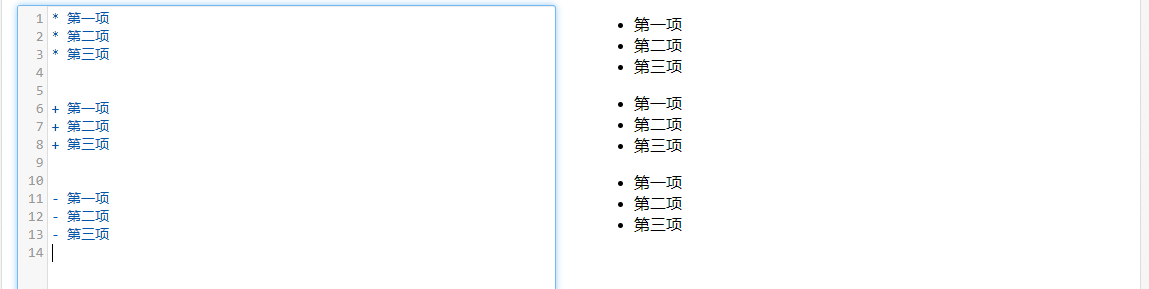 1 * 第一项
2 * 第二项
3 * 第三项
4
5
6 + 第一项
7 + 第二项
8 + 第三项
9
10
11 - 第一项
12 - 第二项
13 - 第三项
14
• 第一项
• 第二项
• 第三项
• 第一项
• 第二项
• 第三项
• 第一项
• 第二项
• 第三项